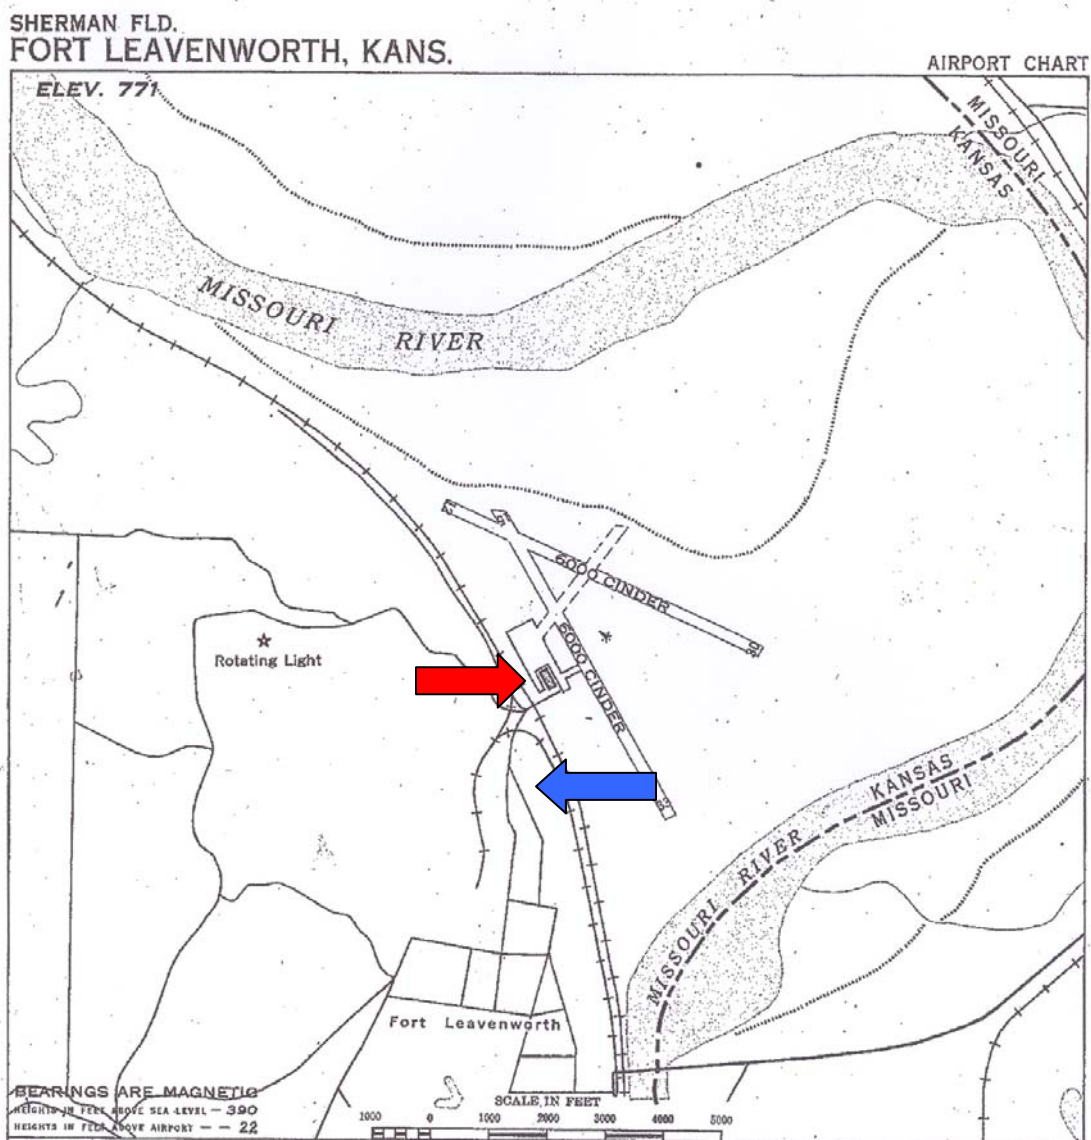 SHERMAN FLD.
FORT LEAVENWORTH, KANS.
AIRPORT CHART
ELEV. 771
MISSOURI
KANSAS
MISSOURI RIVER
6000 CINDER
30
6000 CINDER
Rotating Light
KANSAS
MISSOURI
MISSOURI RIVER
Fort Leavenworth
BEARINGS ARE MAGNETIC
HEIGHTS IN FEET ABOVE SEA LEVEL — 390
HEIGHTS IN FEET ABOVE AIRPORT — — 22
SCALE IN FEET
1000 0 1000 2000 3000 4000 5000